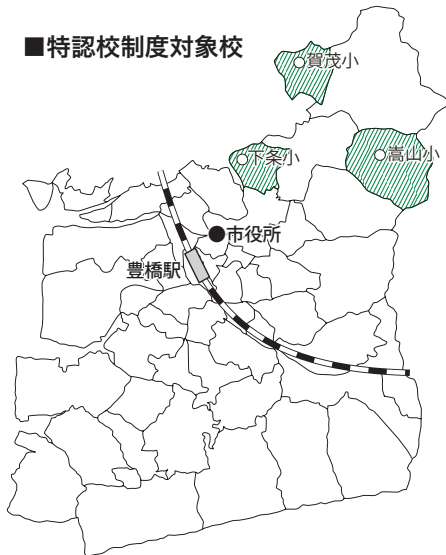 ■特認校制度対象校
賀茂小
下条小
嵩山小
市役所
豊橋駅